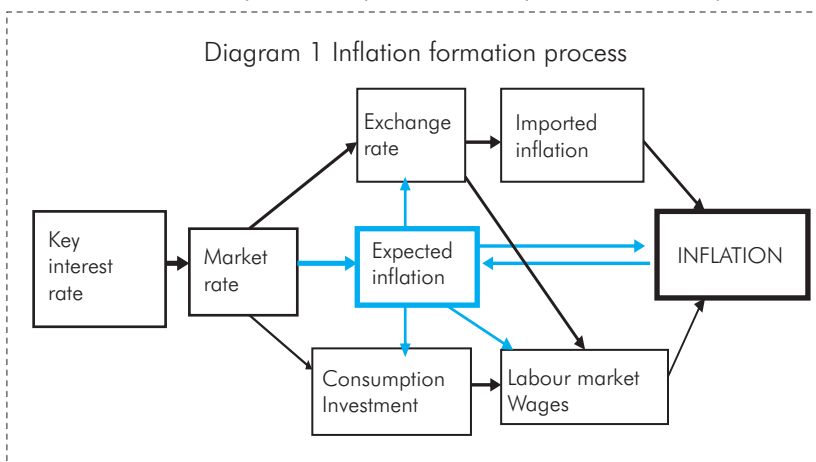 Diagram 1 Inflation formation process
Exchange
rate
Imported
inflation
Key
interest
rate
Market
rate
Expected
inflation
INFLATION
Consumption
Investment
Labour market
Wages